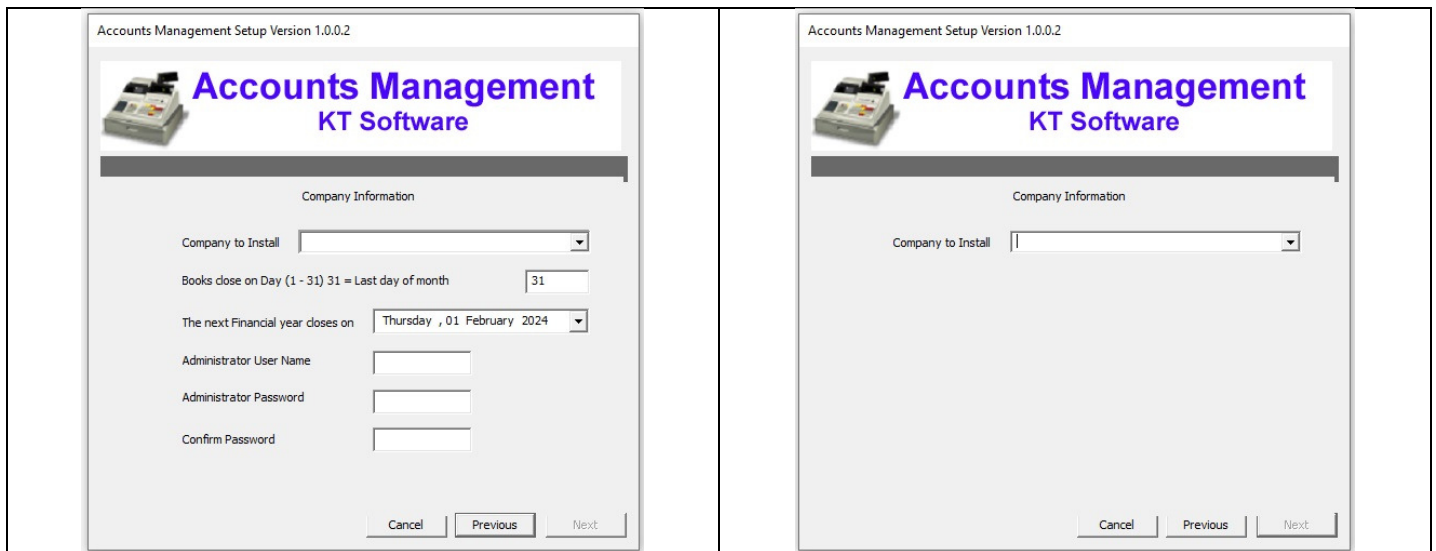 Accounts Management Setup Version 1.0.0.2
Accounts Management
KT Software
Company Information
Company to Install
Books close on Day (1 - 31) 31 = Last day of month 31
The next Financial year closes on Thursday , 01 February 2024
Administrator User Name
Administrator Password
Confirm Password
Cancel Previous Next
Accounts Management Setup Version 1.0.0.2
Accounts Management
KT Software
Company Information
Company to Install
Cancel Previous Next